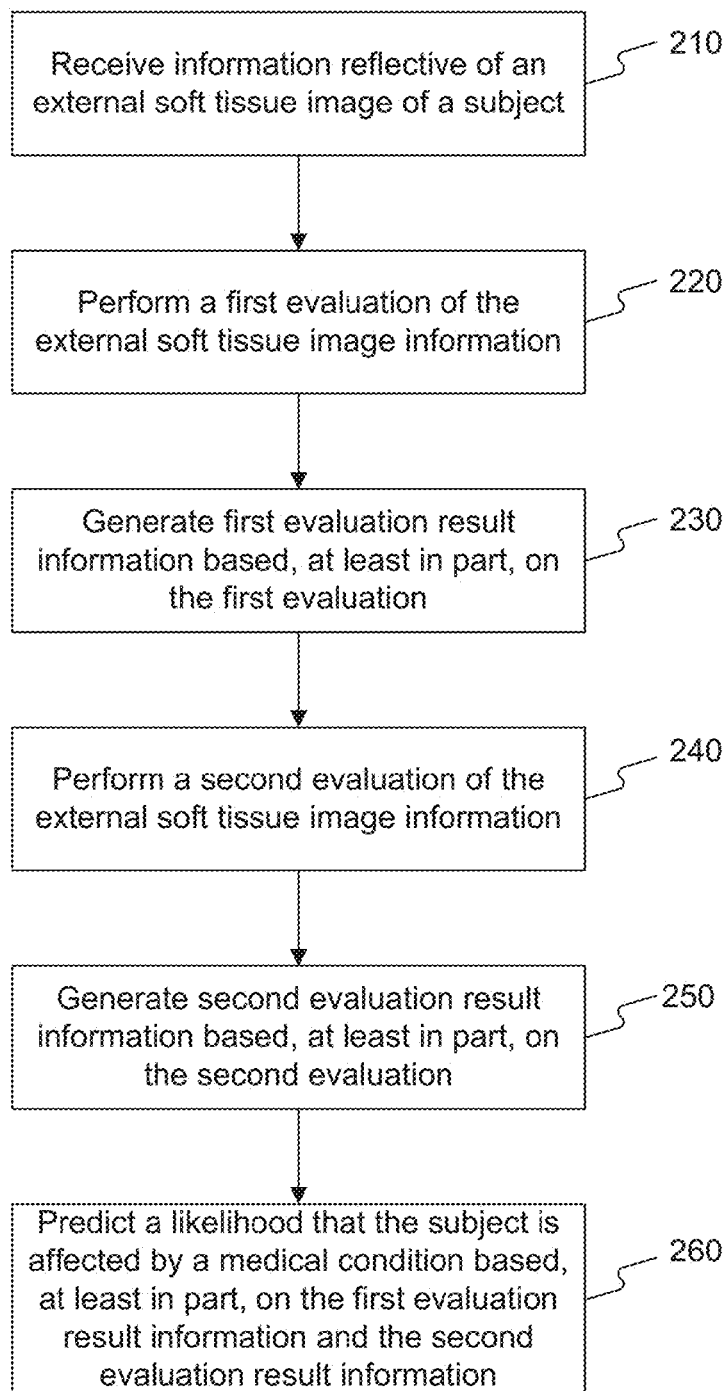 Receive information reflective of an
external soft tissue image of a subject
210
Perform a first evaluation of the
external soft tissue image information
220
Generate first evaluation result
information based, at least in part, on
the first evaluation
230
Perform a second evaluation of the
external soft tissue image information
240
Generate second evaluation result
information based, at least in part, on
the second evaluation
250
Predict a likelihood that the subject is
affected by a medical condition based,
at least in part, on the first evaluation
result information and the second
evaluation result information
260